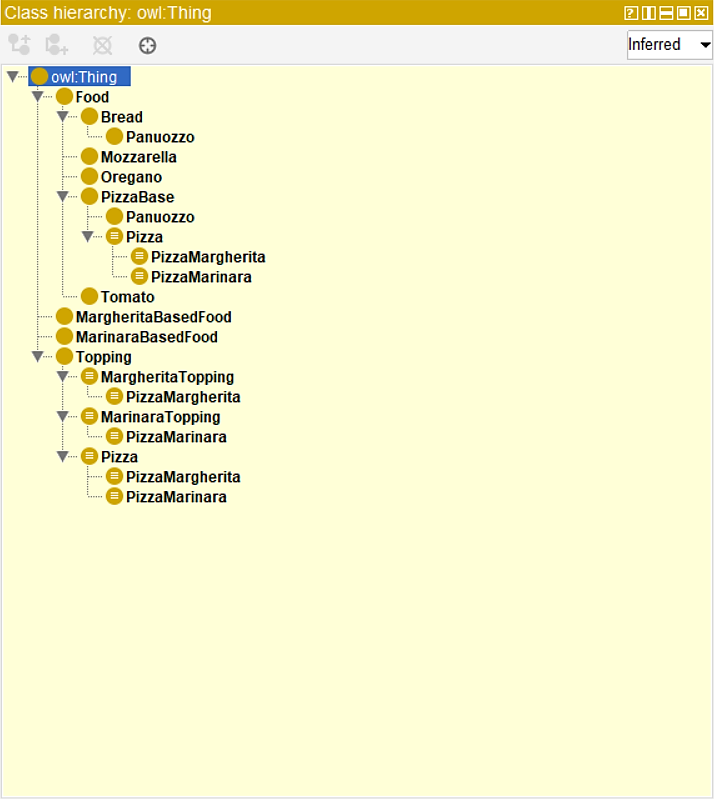 Class hierarchy: owl:Thing
Inferred
owl:Thing
Food
Bread
Panuozzo
Mozzarella
Oregano
PizzaBase
Panuozzo
Pizza
PizzaMargherita
PizzaMarinara
Tomato
MargheritaBasedFood
MarinaraBasedFood
Topping
MargheritaTopping
PizzaMargherita
MarinaraTopping
PizzaMarinara
Pizza
PizzaMargherita
PizzaMarinara